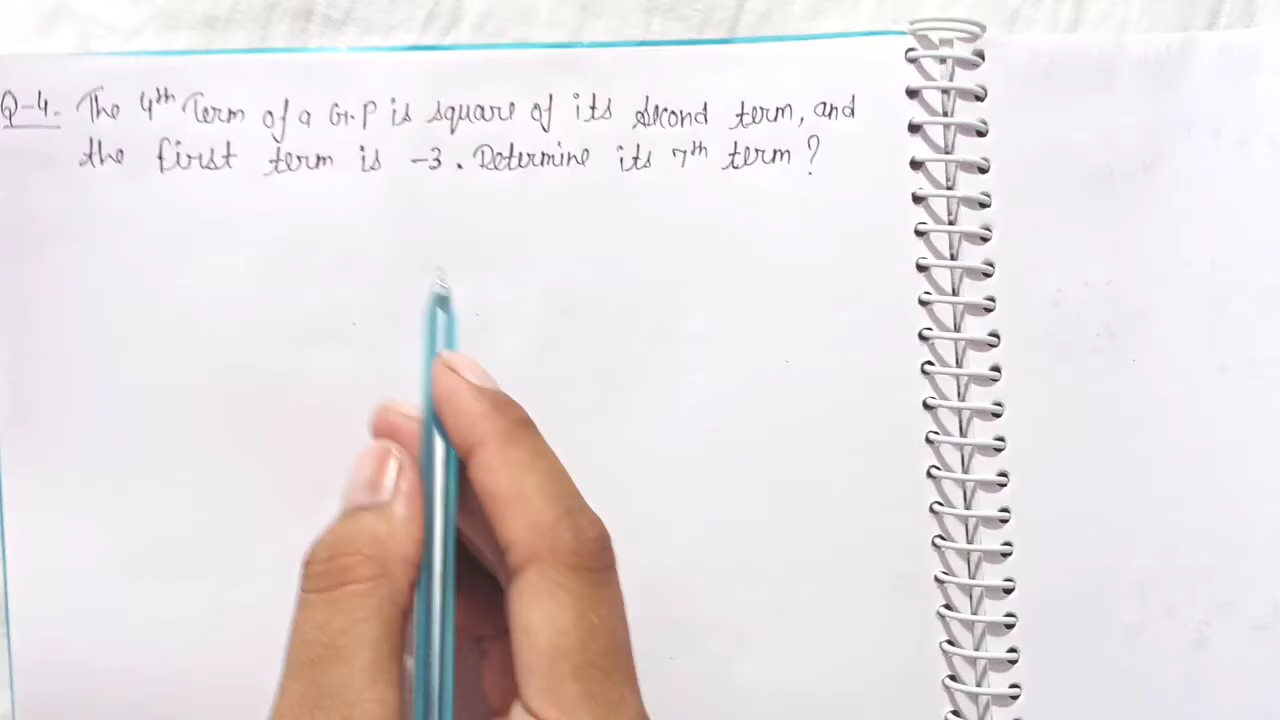 Q-4. The 4th Term of a G.P is square of its second term, and
the first term is -3. Determine its 7th term?